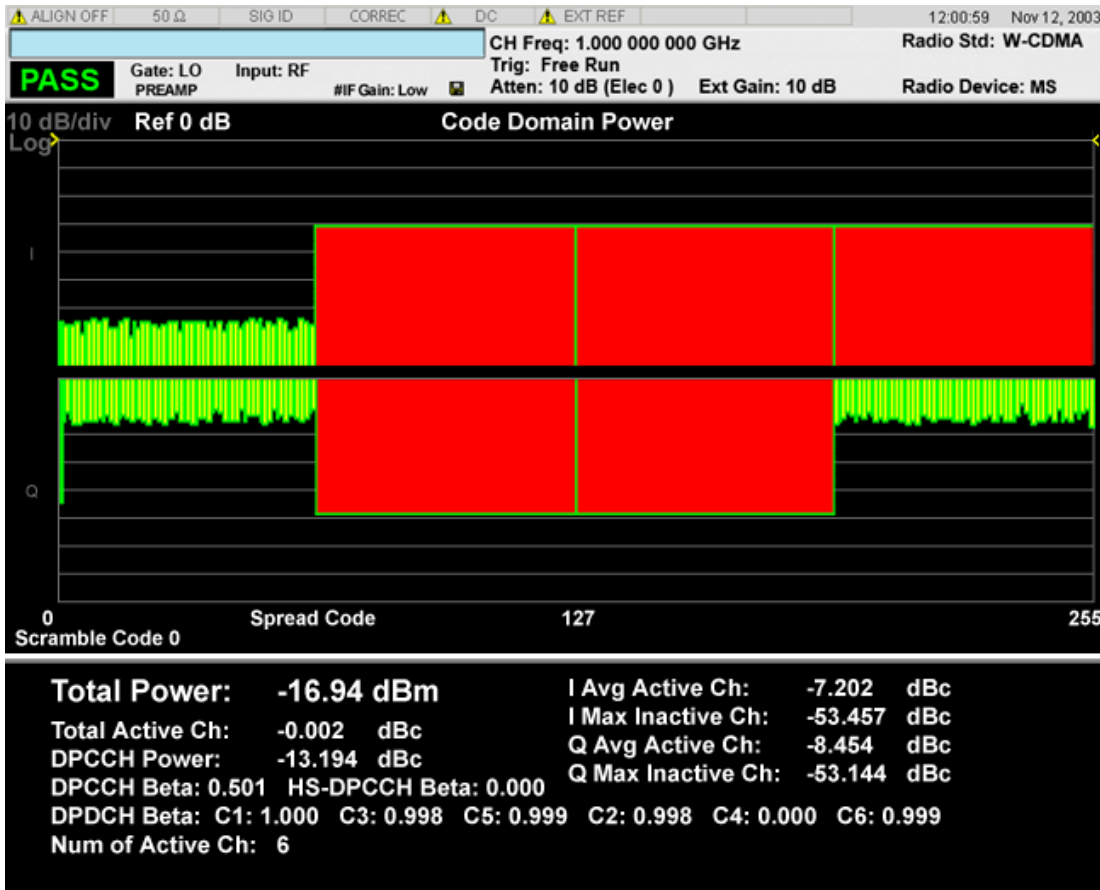 ALIGN OFF 50 Ω SIG ID CORREC DC EXT REF 12:00:59 Nov 12, 2003
CH Freq: 1.000 000 000 GHz Radio Std: W-CDMA
PASS Gate: LO Input: RF Trig: Free Run
PREAMP #IF Gain: Low Atten: 10 dB (Elec 0 ) Ext Gain: 10 dB Radio Device: MS
10 dB/div Ref 0 dB Code Domain Power
Log
I
Q
0 Spread Code 127 255
Scramble Code 0
Total Power: -16.94 dBm
Total Active Ch: -0.002 dBc
DPCCH Power: -13.194 dBc
I Avg Active Ch: -7.202 dBc
I Max Inactive Ch: -53.457 dBc
Q Avg Active Ch: -8.454 dBc
Q Max Inactive Ch: -53.144 dBc
DPCCH Beta: 0.501 HS-DPCCH Beta: 0.000
DPDCH Beta: C1: 1.000 C3: 0.998 C5: 0.999 C2: 0.998 C4: 0.000 C6: 0.999
Num of Active Ch: 6